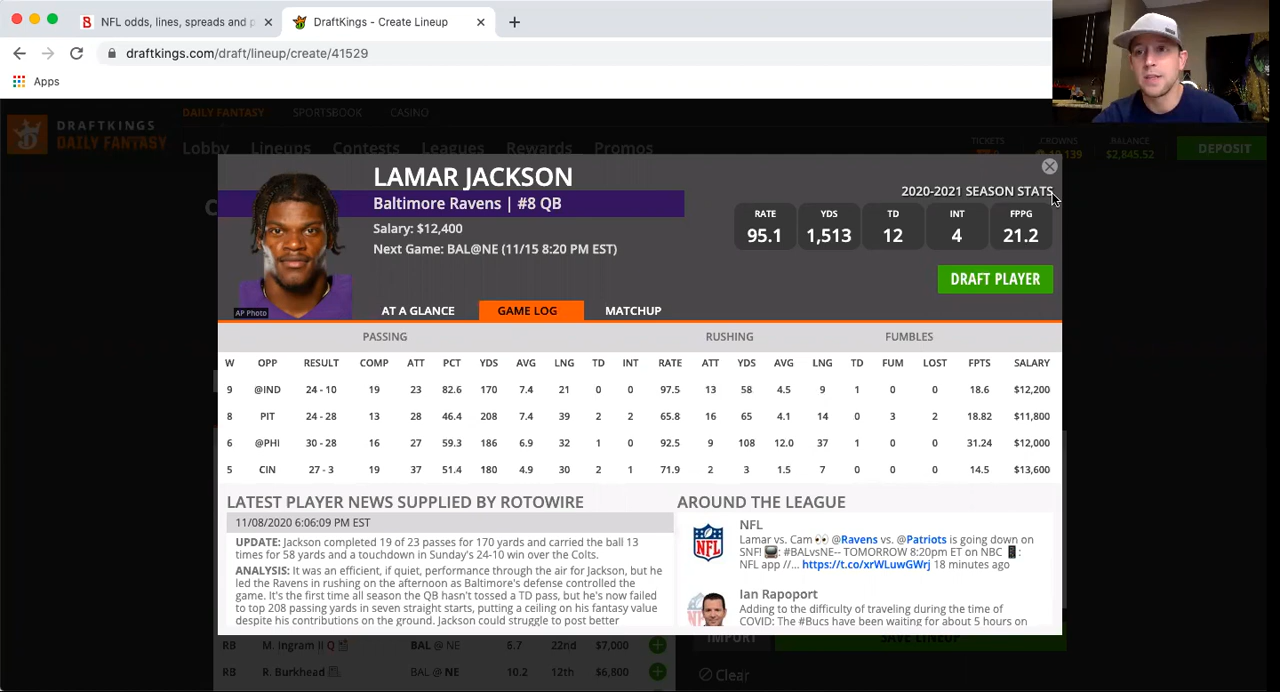 NFL odds, lines, spreads and p
DraftKings - Create Lineup
draftkings.com/draft/lineup/create/41529
Apps
DRAFTKINGS
DAILY FANTASY
DAILY FANTASY SPORTSBOOK CASINO
Lobby Lineups Contests Leagues Rewards Promos
TICKETS CROWNS BALANCE
$2,845.52
DEPOSIT
LAMAR JACKSON
Baltimore Ravens | #8 QB
Salary: $12,400
Next Game: BAL@NE (11/15 8:20 PM EST)
AP Photo
2020-2021 SEASON STATS
RATE YDS TD INT FPPG
95.1 1,513 12 4 21.2
DRAFT PLAYER
AT A GLANCE GAME LOG MATCHUP
PASSING RUSHING FUMBLES
W OPP RESULT COMP ATT PCT YDS AVG LNG TD INT RATE ATT YDS AVG LNG TD FUM LOST FPTS SALARY
9 @IND 24 - 10 19 23 82.6 170 7.4 21 0 0 97.5 13 58 4.5 9 1 0 0 18.6 $12,200
8 PIT 24 - 28 13 28 46.4 208 7.4 39 2 2 65.8 16 65 4.1 14 0 3 2 18.82 $11,800
6 @PHI 30 - 28 16 27 59.3 186 6.9 32 1 0 92.5 9 108 12.0 37 1 0 0 31.24 $12,000
5 CIN 27 - 3 19 37 51.4 180 4.9 30 2 1 71.9 2 3 1.5 7 0 0 0 14.5 $13,600
LATEST PLAYER NEWS SUPPLIED BY ROTOWIRE
11/08/2020 6:06:09 PM EST
UPDATE: Jackson completed 19 of 23 passes for 170 yards and carried the ball 13
times for 58 yards and a touchdown in Sunday's 24-10 win over the Colts.
ANALYSIS: It was an efficient, if quiet, performance through the air for Jackson, but he
led the Ravens in rushing on the afternoon as Baltimore's defense controlled the
game. It's the first time all season the QB hasn't tossed a TD pass, but he's now failed
to top 208 passing yards in seven straight starts, putting a ceiling on his fantasy value
despite his contributions on the ground. Jackson could struggle to post better
AROUND THE LEAGUE
NFL
Lamar vs. Cam 👀 @Ravens vs. @Patriots is going down on
SNF! 📺: #BALvsNE-- TOMORROW 8:20pm ET on NBC 📱:
NFL app //... https://t.co/xrWLuwGWrj 18 minutes ago
Ian Rapoport
Adding to the difficulty of traveling during the time of
COVID: The #Bucs have been waiting for about 5 hours on
RB M. Ingram II Q BAL @ NE 6.7 22nd $7,000
RB R. Burkhead BAL @ NE 10.2 12th $6,800
IMPORT
SAVE LINEUP
Clear